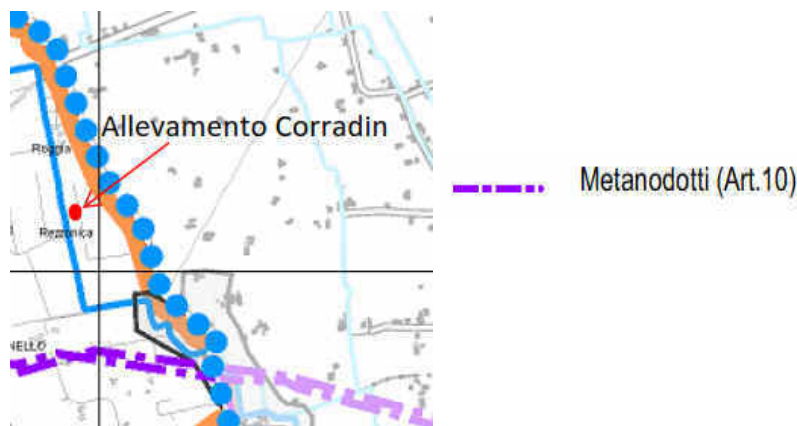 Allevamento Corradin
Roggia
Rezzonica
NELLO
Metanodotti (Art.10)